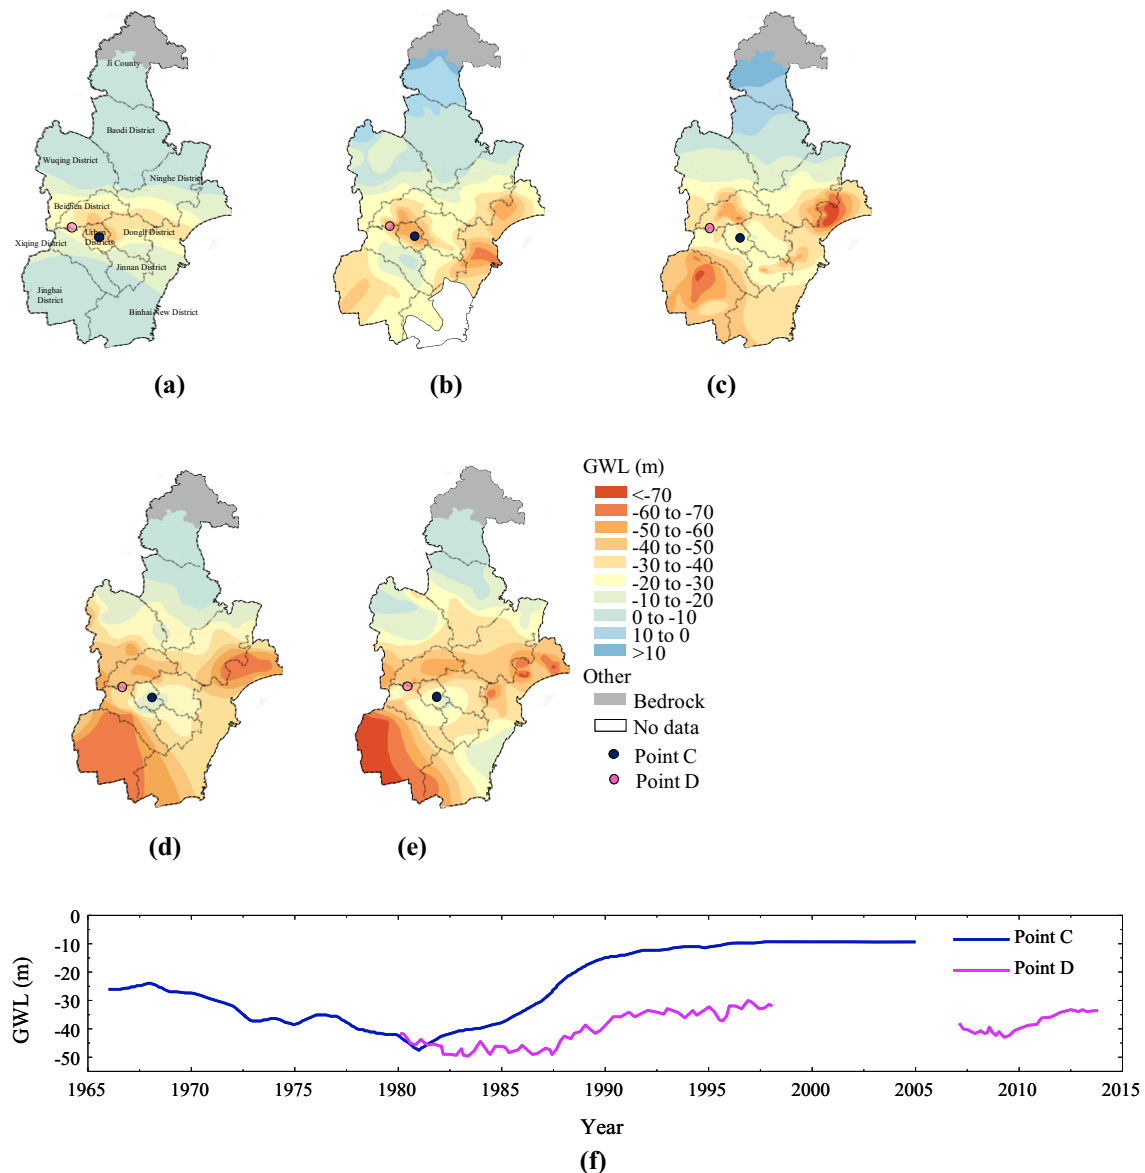 Ji County
Baodi District
Wuqing District
Ninghe District
Beichen District
Urban
Districts
Dongli District
Xiqing District
Jinnan District
Jinghai
District
Binhai New District
(a)
(b)
(c)
GWL (m)
<-70
-60 to -70
-50 to -60
-40 to -50
-30 to -40
-20 to -30
-10 to -20
0 to -10
10 to 0
>10
Other
Bedrock
No data
Point C
Point D
(d)
(e)
0
-10
-20
-30
-40
-50
GWL (m)
Point C
Point D
1965
1970
1975
1980
1985
1990
1995
2000
2005
2010
2015
Year
(f)